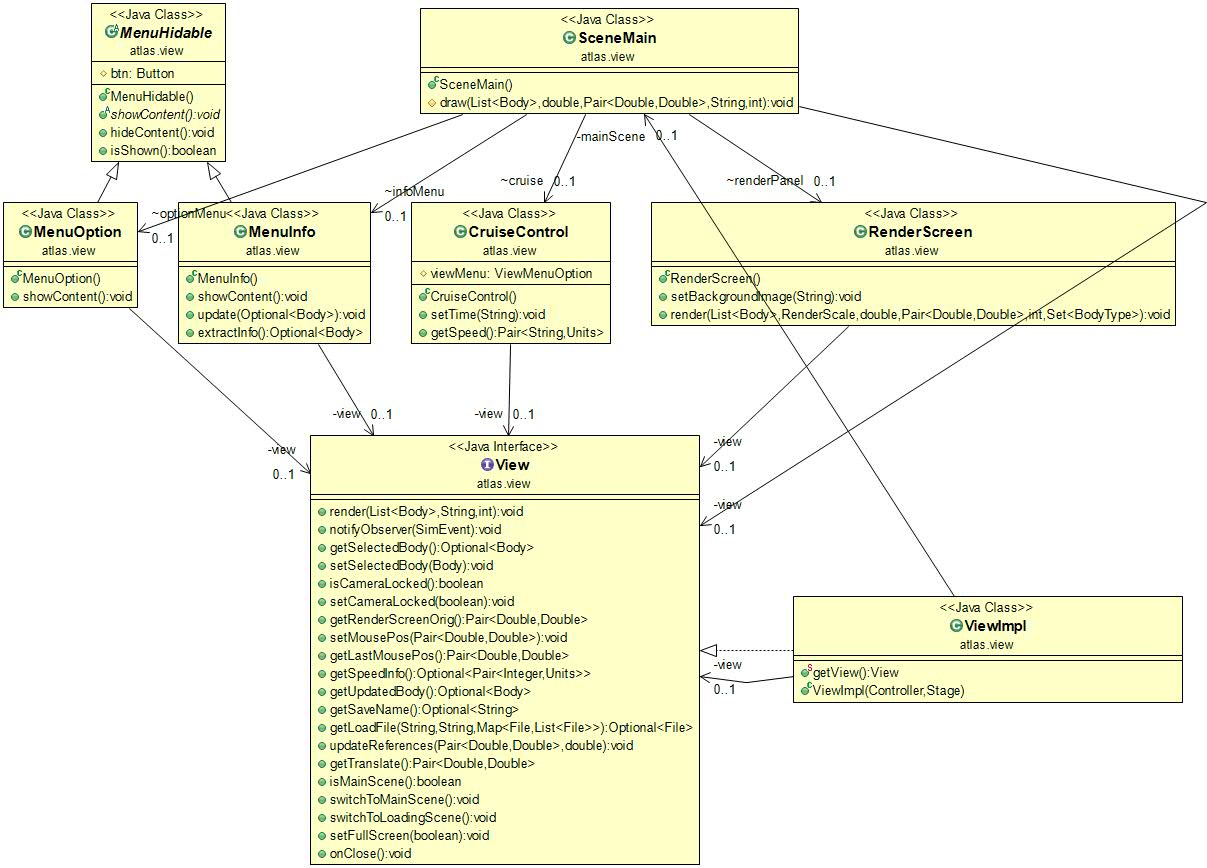 <<Java Class>>
MenuHidable
atlas.view
btn: Button
MenuHidable()
showContent():void
hideContent():void
isShown():boolean
<<Java Class>>
SceneMain
atlas.view
SceneMain()
draw(List<Body>,double,Pair<Double,Double>,String,int):void
-mainScene 0..1
~optionMenu
0..1
~infoMenu
0..1
~cruise 0..1
~renderPanel 0..1
<<Java Class>>
MenuOption
atlas.view
MenuOption()
showContent():void
<<Java Class>>
MenuInfo
atlas.view
MenuInfo()
showContent():void
update(Optional<Body>):void
extractInfo():Optional<Body>
<<Java Class>>
CruiseControl
atlas.view
viewMenu: ViewMenuOption
CruiseControl()
setTime(String):void
getSpeed():Pair<String,Units>
<<Java Class>>
RenderScreen
atlas.view
RenderScreen()
setBackgroundImage(String):void
render(List<Body>,RenderScale,double,Pair<Double,Double>,int,Set<BodyType>):void
-view
0..1
-view 0..1
-view 0..1
-view
0..1
-view
0..1
<<Java Interface>>
View
atlas.view
render(List<Body>,String,int):void
notifyObserver(SimEvent):void
getSelectedBody():Optional<Body>
setSelectedBody(Body):void
isCameraLocked():boolean
setCameraLocked(boolean):void
getRenderScreenOrig():Pair<Double,Double>
setMousePos(Pair<Double,Double>):void
getLastMousePos():Pair<Double,Double>
getSpeedInfo():Optional<Pair<Integer,Units>>
getUpdatedBody():Optional<Body>
getSaveName():Optional<String>
getLoadFile(String,String,Map<File,List<File>>):Optional<File>
updateReferences(Pair<Double,Double>,double):void
getTranslate():Pair<Double,Double>
isMainScene():boolean
switchToMainScene():void
switchToLoadingScene():void
setFullScreen(boolean):void
onClose():void
-view
0..1
<<Java Class>>
ViewImpl
atlas.view
getView():View
ViewImpl(Controller,Stage)